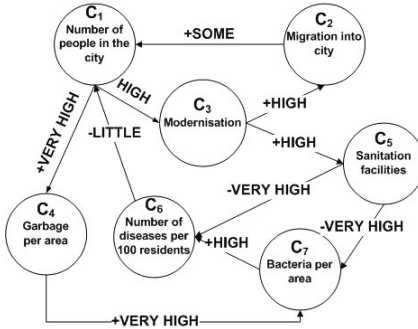 C1
Number of
people in the
city
+SOME
C2
Migration into
city
HIGH
C3
Modernisation
+HIGH
+HIGH
+VERY HIGH
-LITTLE
C5
Sanitation
facilities
-VERY HIGH
C4
Garbage
per area
C6
Number of
diseases per
100 residents
-VERY HIGH
+HIGH
C7
Bacteria per
area
+VERY HIGH